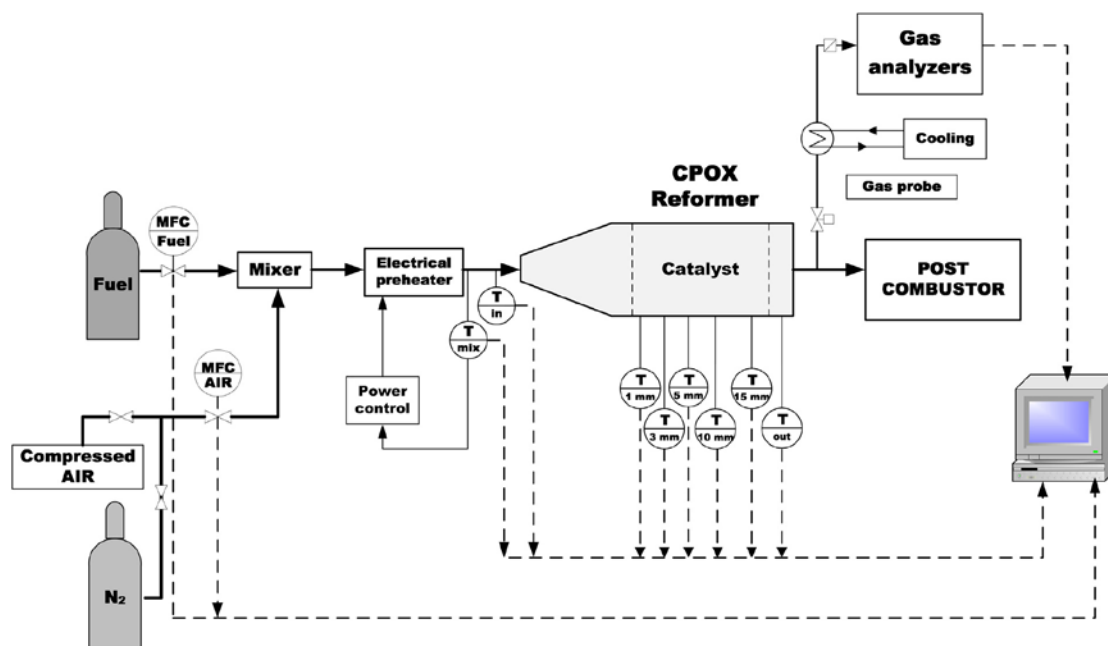 Gas
analyzers
Cooling
CPOX
Reformer
Gas probe
MFC
Fuel
Fuel
Mixer
Electrical
preheater
Catalyst
POST
COMBUSTOR
T
in
T
mix
MFC
AIR
Power
control
T
1 mm
T
5 mm
T
15 mm
T
3 mm
T
10 mm
T
out
Compressed
AIR
N₂